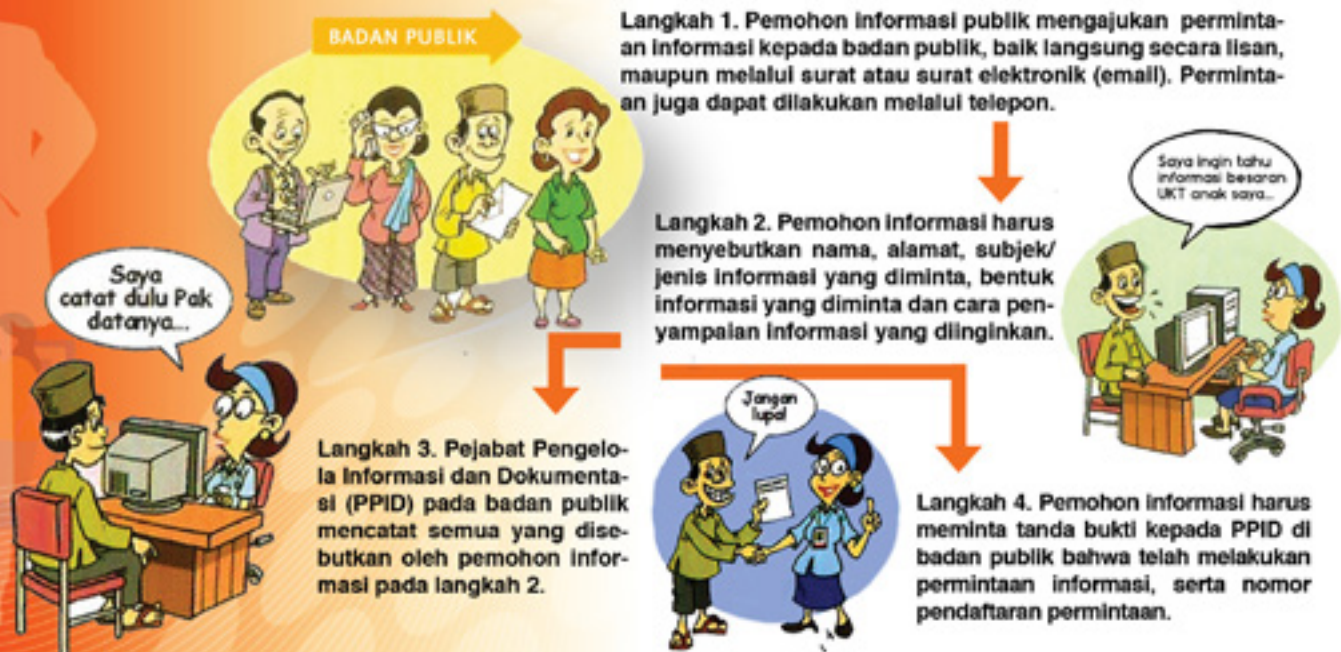 BADAN PUBLIK
Langkah 1. Pemohon informasi publik mengajukan perminta-
an informasi kepada badan publik, baik langsung secara lisan,
maupun melalui surat atau surat elektronik (email). Perminta-
an juga dapat dilakukan melalui telepon.
Saya ingin tahu
informasi besaran
UKT anak saya...
Langkah 2. Pemohon informasi harus
menyebutkan nama, alamat, subjek/
jenis informasi yang diminta, bentuk
informasi yang diminta dan cara pen-
yampaian informasi yang diinginkan.
Saya
catat dulu Pak
datanya...
Langkah 3. Pejabat Pengelo-
la Informasi dan Dokumenta-
si (PPID) pada badan publik
mencatat semua yang dise-
butkan oleh pemohon infor-
masi pada langkah 2.
Jangan
lupa!
Langkah 4. Pemohon informasi harus
meminta tanda bukti kepada PPID di
badan publik bahwa telah melakukan
permintaan informasi, serta nomor
pendaftaran permintaan.